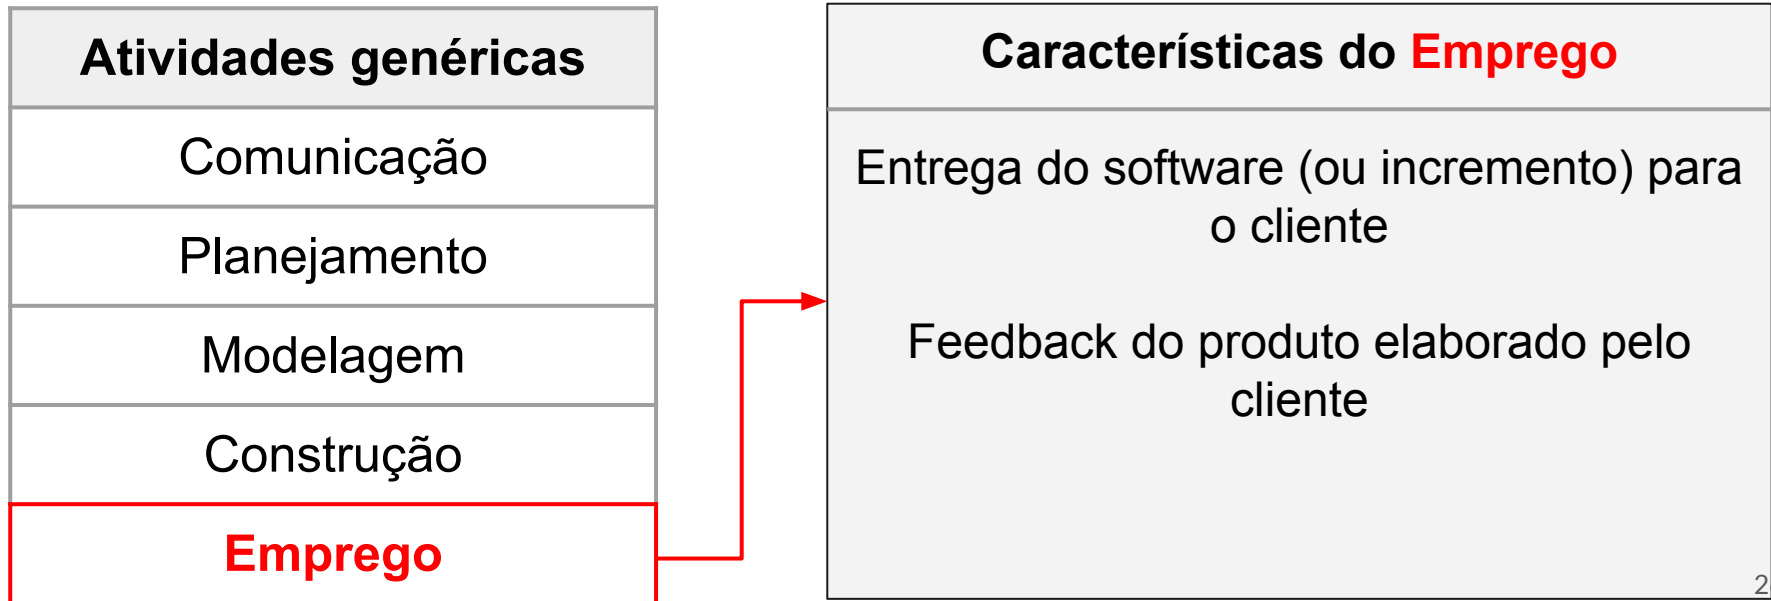 Atividades genéricas
Comunicação
Planejamento
Modelagem
Construção
Emprego
Características do Emprego
Entrega do software (ou incremento) para
o cliente
Feedback do produto elaborado pelo
cliente
2